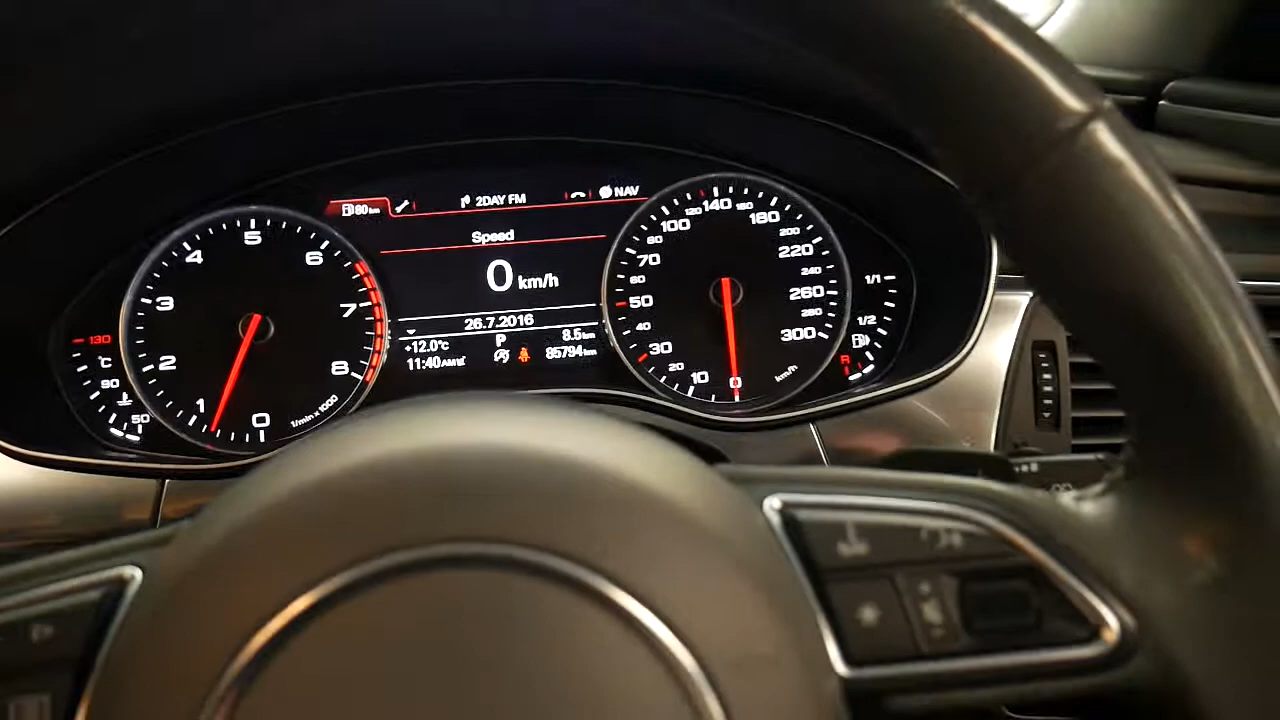 80km
2DAY FM
NAV
Speed
0 km/h
26.7.2016
+12.0°C
P
8.5km
11:40AM
85794km
0
1
2
3
4
5
6
7
8
1/min x 1000
130
°C
90
50
0
10
20
30
40
50
60
70
80
100
120
140
160
180
200
220
240
260
280
300
km/h
1/1
1/2
R